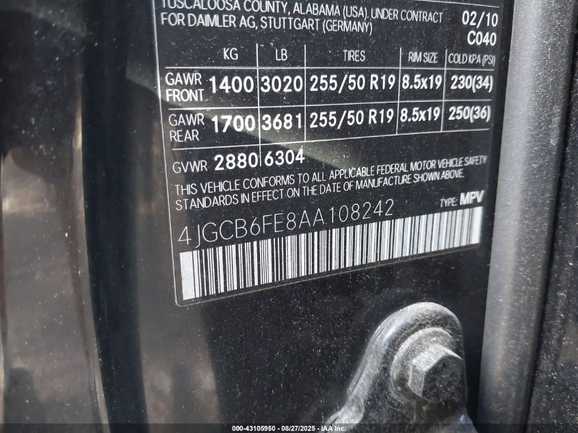 TUSCALOOSA COUNTY, ALABAMA (USA). UNDER CONTRACT
FOR DAIMLER AG, STUTTGART (GERMANY)
02/10
C040
KG LB TIRES RIM SIZE COLD KPA (PSI)
GAWR FRONT 1400 3020 255/50 R19 8.5x19 230(34)
GAWR REAR 1700 3681 255/50 R19 8.5x19 250(36)
GVWR 2880 6304
THIS VEHICLE CONFORMS TO ALL APPLICABLE FEDERAL MOTOR VEHICLE SAFETY
STANDARDS IN EFFECT ON THE DATE OF MANUFACTURE SHOWN ABOVE.
4JGCB6FE8AA108242 TYPE: MPV
000-43105950 | 08/27/2025 | IAA Inc.